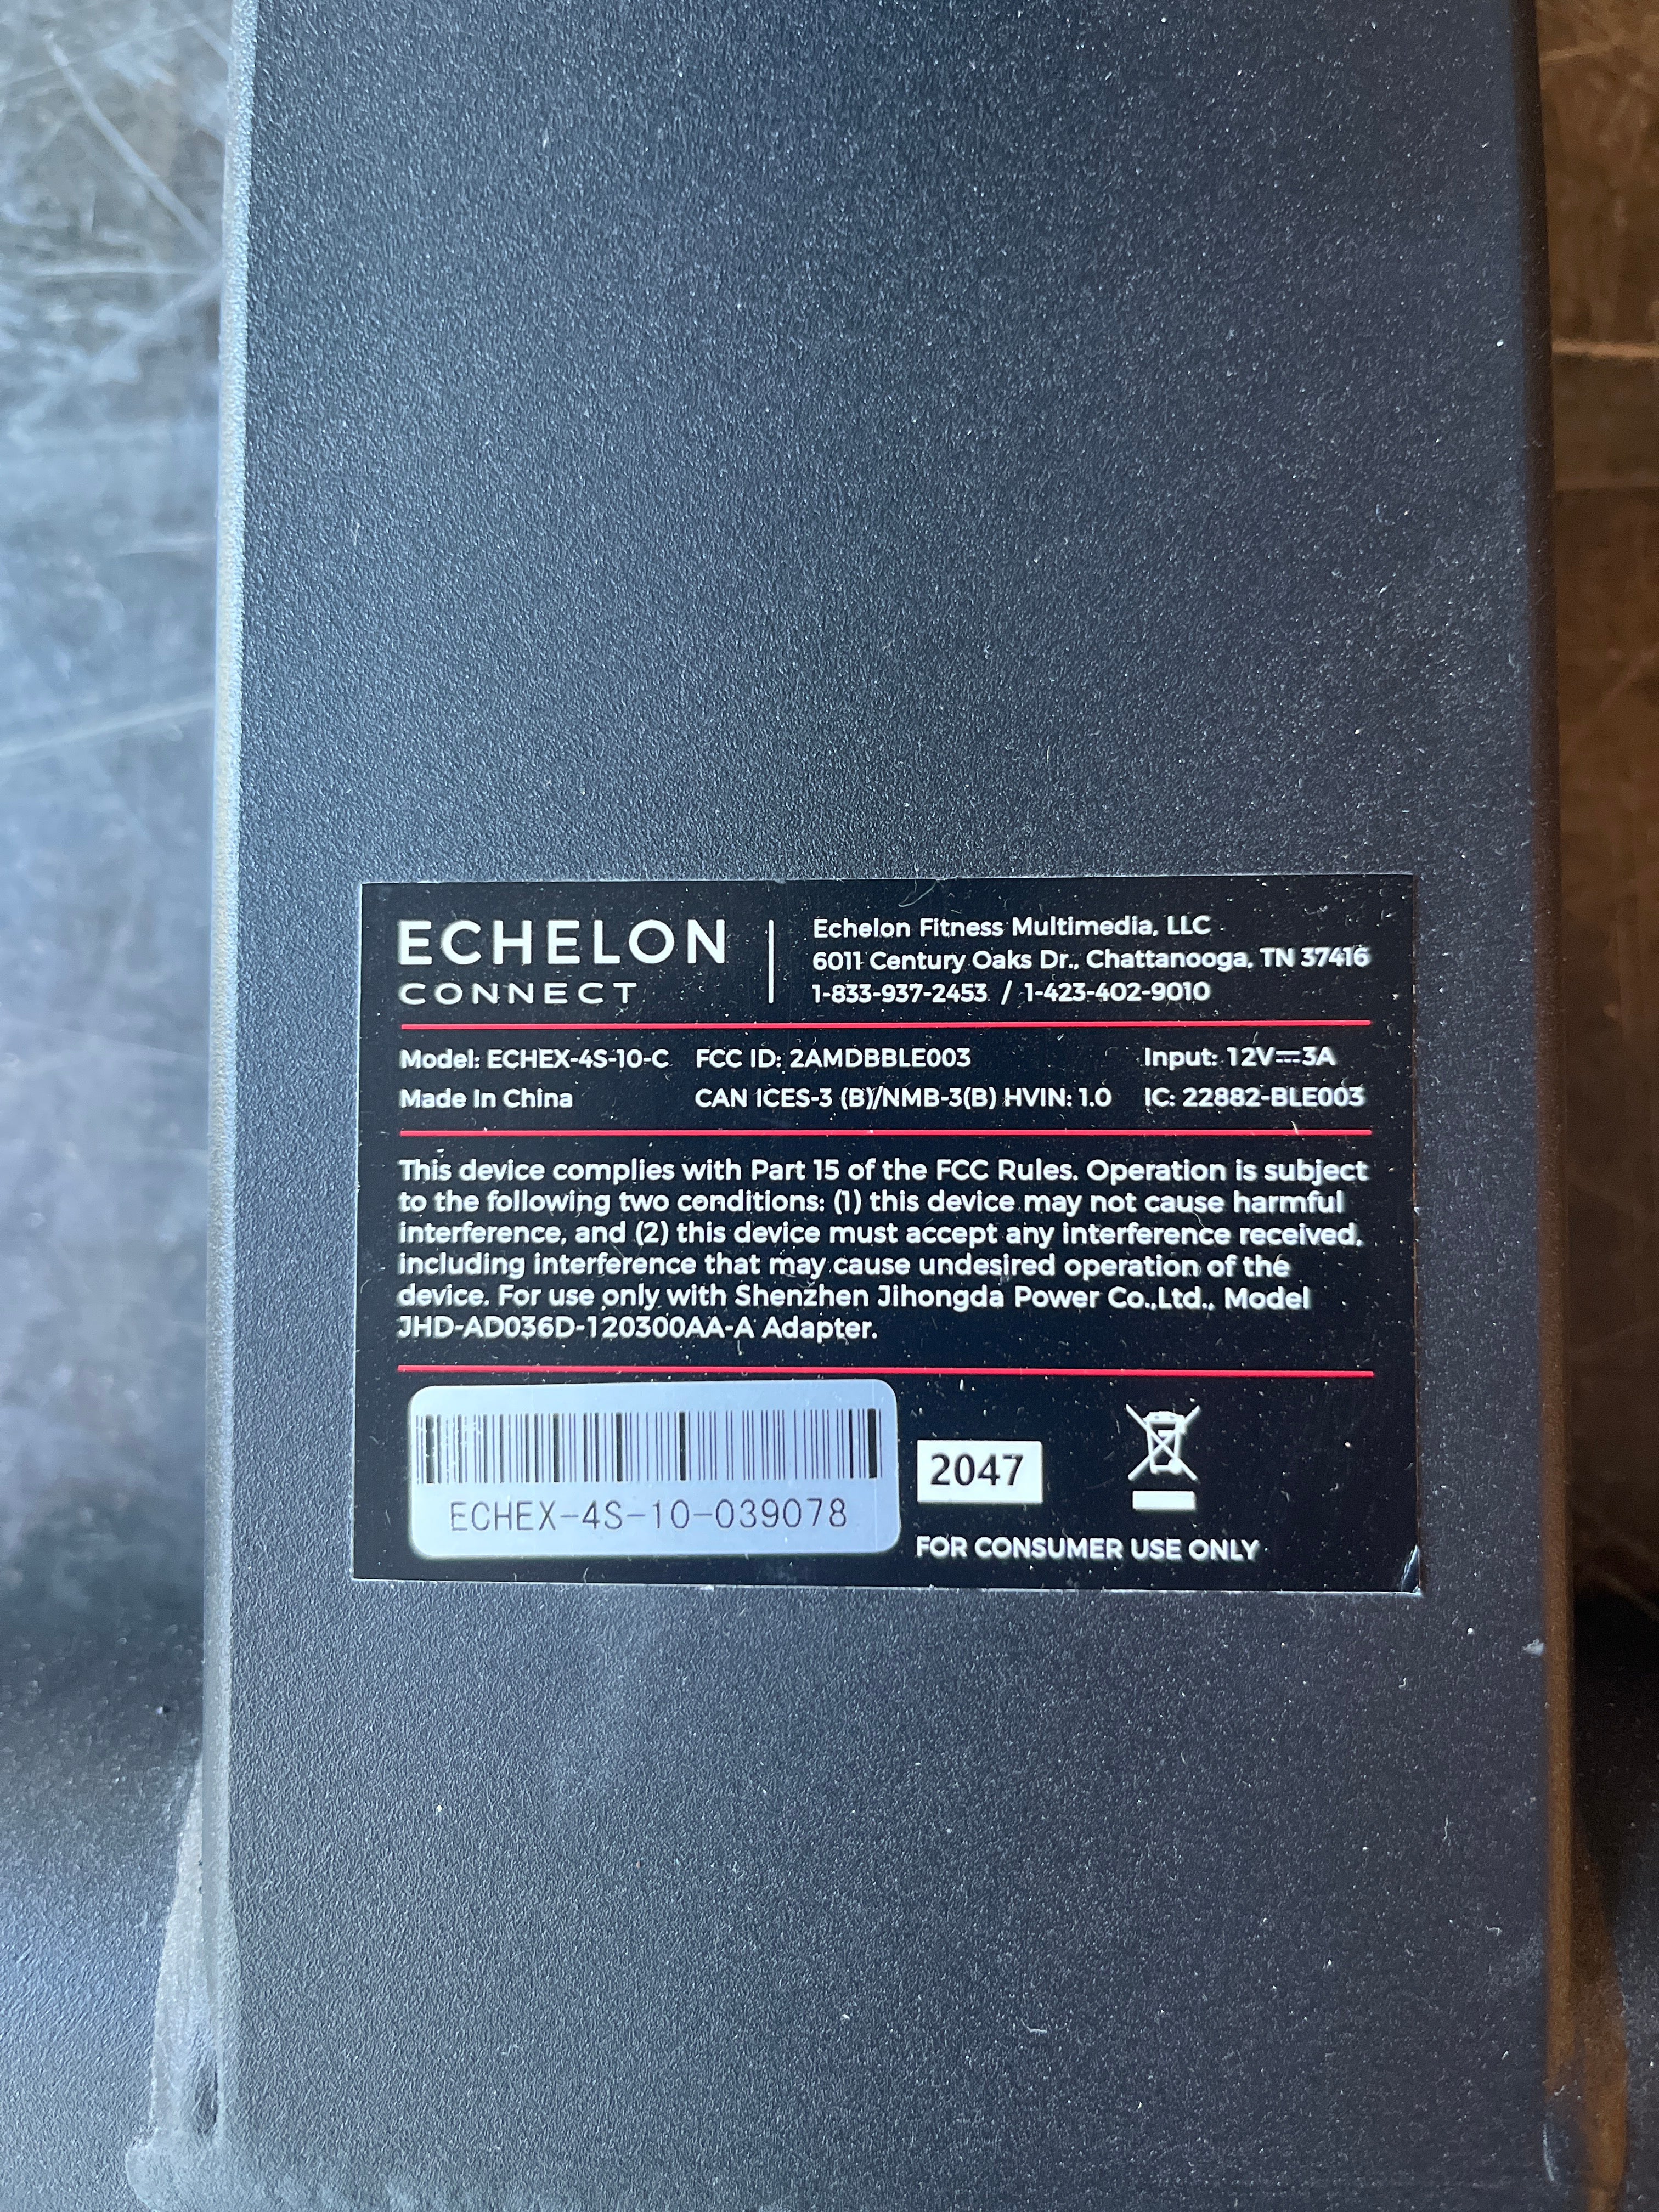 ECHELON
CONNECT
Echelon Fitness Multimedia, LLC
6011 Century Oaks Dr., Chattanooga, TN 37416
1-833-937-2453 / 1-423-402-9010
Model: ECHEX-4S-10-C FCC ID: 2AMDBBLE003 Input: 12V⎓3A
Made In China CAN ICES-3 (B)/NMB-3(B) HVIN: 1.0 IC: 22882-BLE003
This device complies with Part 15 of the FCC Rules. Operation is subject
to the following two conditions: (1) this device may not cause harmful
interference, and (2) this device must accept any interference received,
including interference that may cause undesired operation of the
device. For use only with Shenzhen Jihongda Power Co.,Ltd., Model
JHD-AD036D-120300AA-A Adapter.
ECHEX-4S-10-039078
2047
FOR CONSUMER USE ONLY